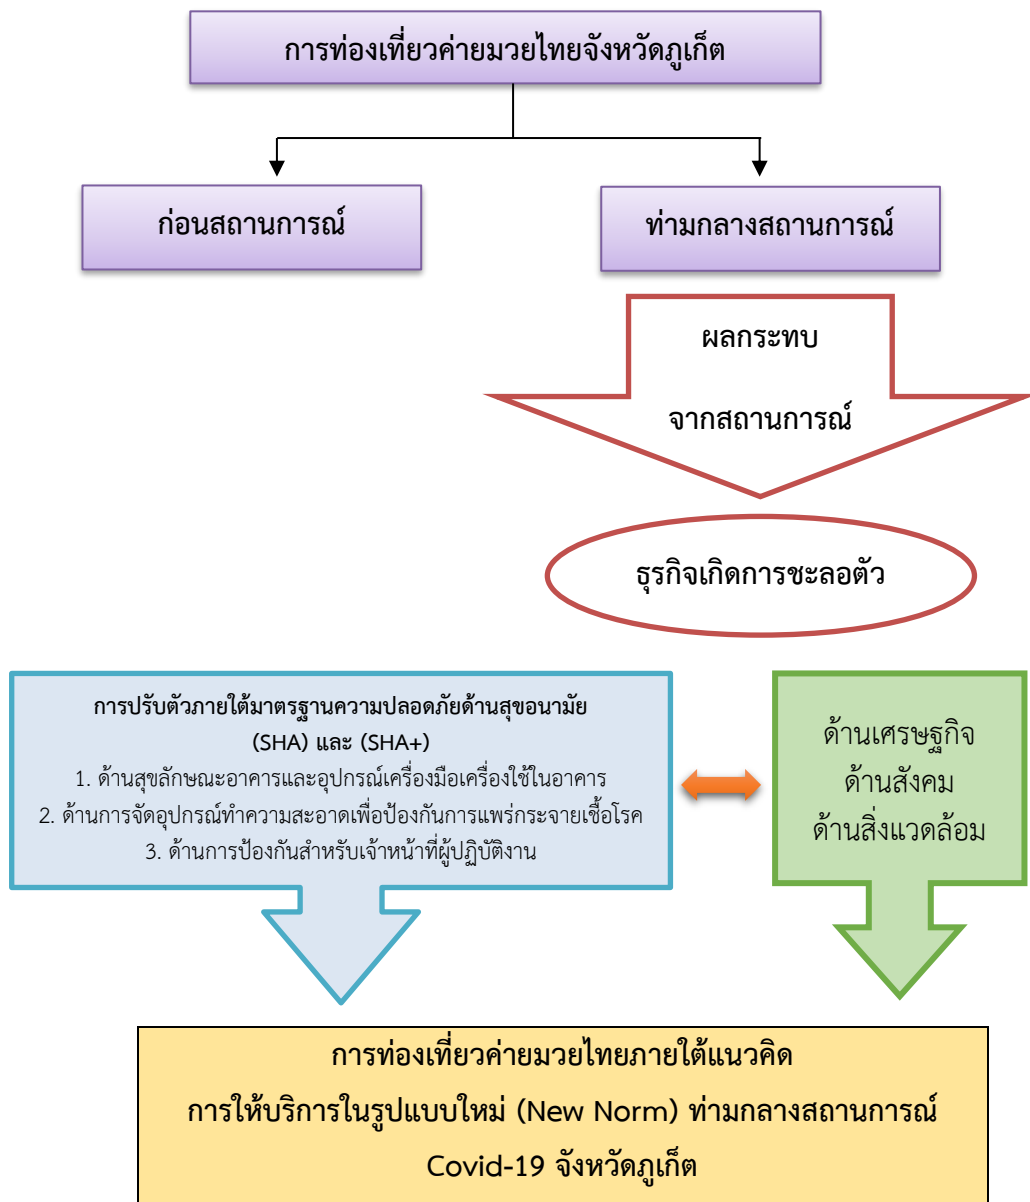 การท่องเที่ยวค่ายมวยไทยจังหวัดภูเก็ต
ก่อนสถานการณ์
ท่ามกลางสถานการณ์
ผลกระทบ
จากสถานการณ์
ธุรกิจเกิดการชะลอตัว
การปรับตัวภายใต้มาตรฐานความปลอดภัยด้านสุขอนามัย
(SHA) และ (SHA+)
1. ด้านสุขลักษณะอาคารและอุปกรณ์เครื่องมือเครื่องใช้ในอาคาร
2. ด้านการจัดอุปกรณ์ทำความสะอาดเพื่อป้องกันการแพร่กระจายเชื้อโรค
3. ด้านการป้องกันสำหรับเจ้าหน้าที่ผู้ปฏิบัติงาน
ด้านเศรษฐกิจ
ด้านสังคม
ด้านสิ่งแวดล้อม
การท่องเที่ยวค่ายมวยไทยภายใต้แนวคิด
การให้บริการในรูปแบบใหม่ (New Norm) ท่ามกลางสถานการณ์
Covid-19 จังหวัดภูเก็ต